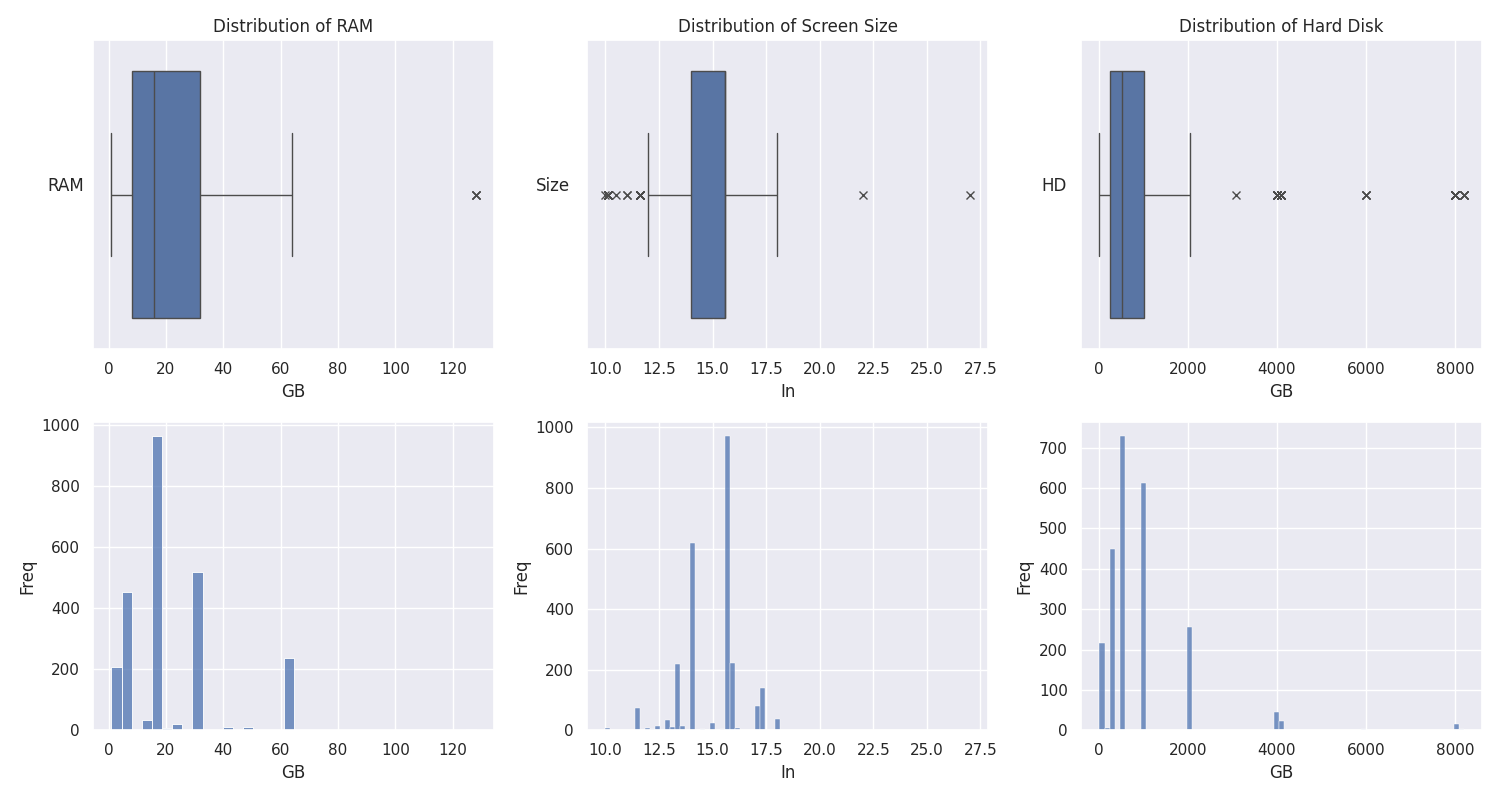 Distribution of RAM
RAM
0 20 40 60 80 100 120
GB
Distribution of Screen Size
Size
10.0 12.5 15.0 17.5 20.0 22.5 25.0 27.5
In
Distribution of Hard Disk
HD
0 2000 4000 6000 8000
GB
1000
800
600
400
200
0
Freq
0 20 40 60 80 100 120
GB
1000
800
600
400
200
0
Freq
10.0 12.5 15.0 17.5 20.0 22.5 25.0 27.5
In
700
600
500
400
300
200
100
0
Freq
0 2000 4000 6000 8000
GB